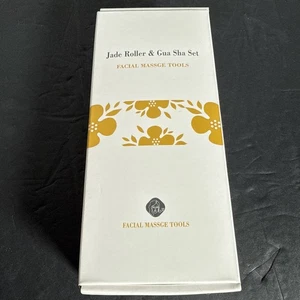 Jade Roller & Gua Sha Set
FACIAL MASSGE TOOLS
FACIAL MASSGE TOOLS